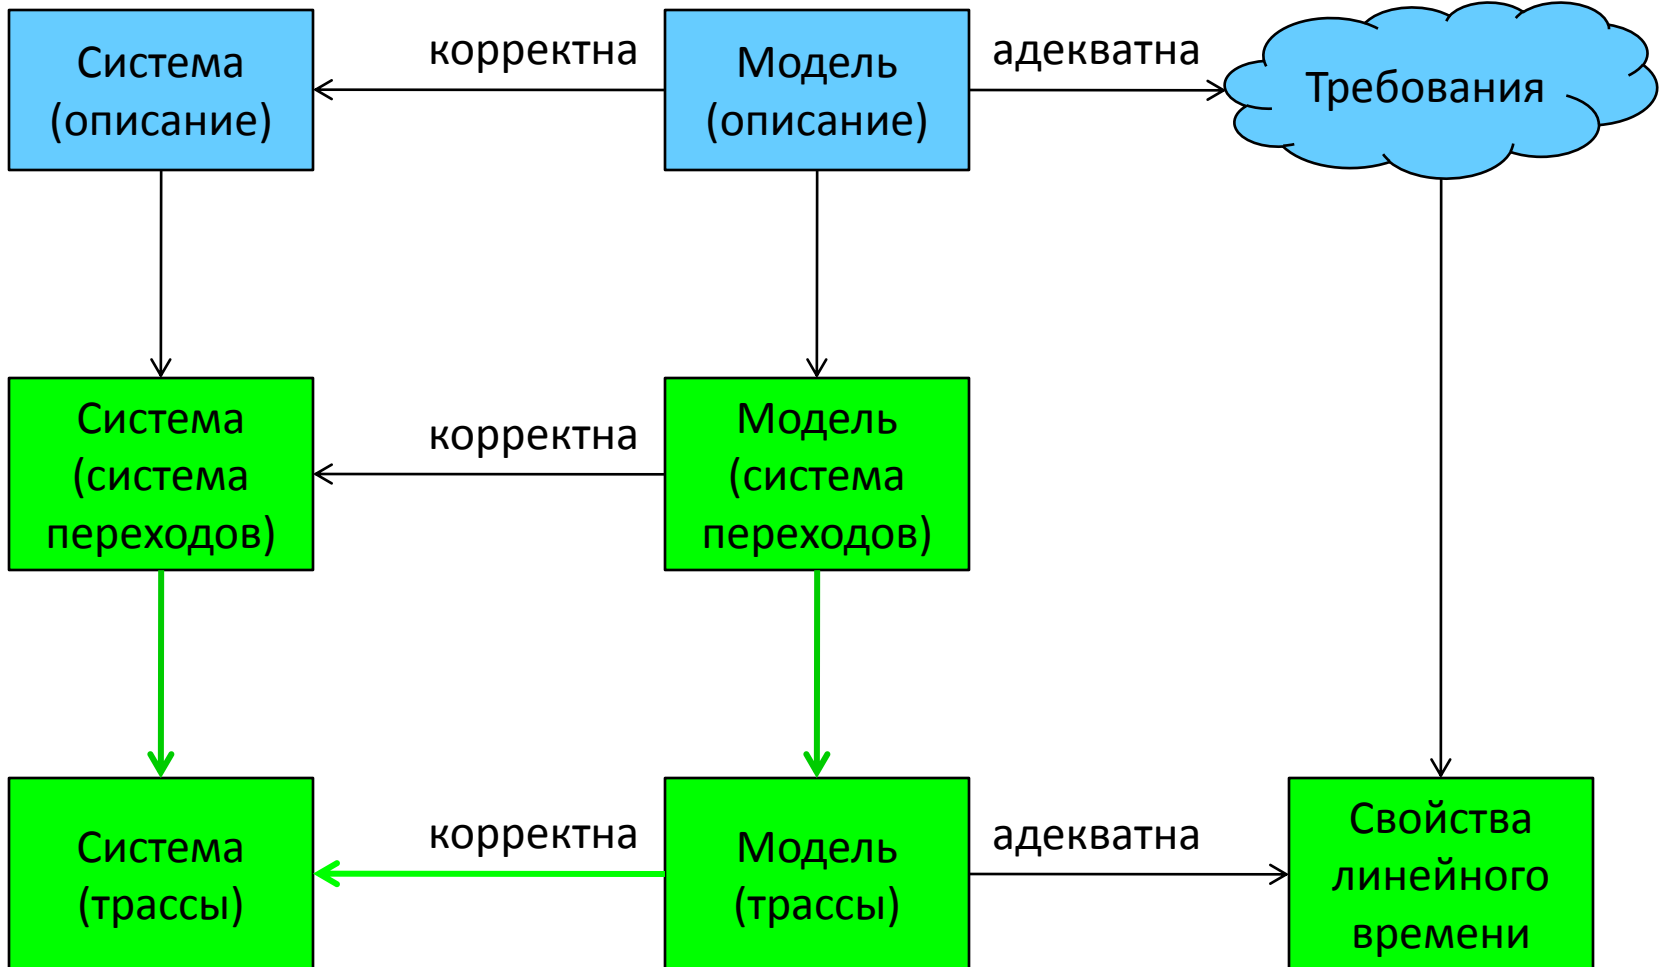 Система
(описание)
корректна
Модель
(описание)
адекватна
Требования
Система
(система
переходов)
корректна
Модель
(система
переходов)
Система
(трассы)
корректна
Модель
(трассы)
адекватна
Свойства
линейного
времени